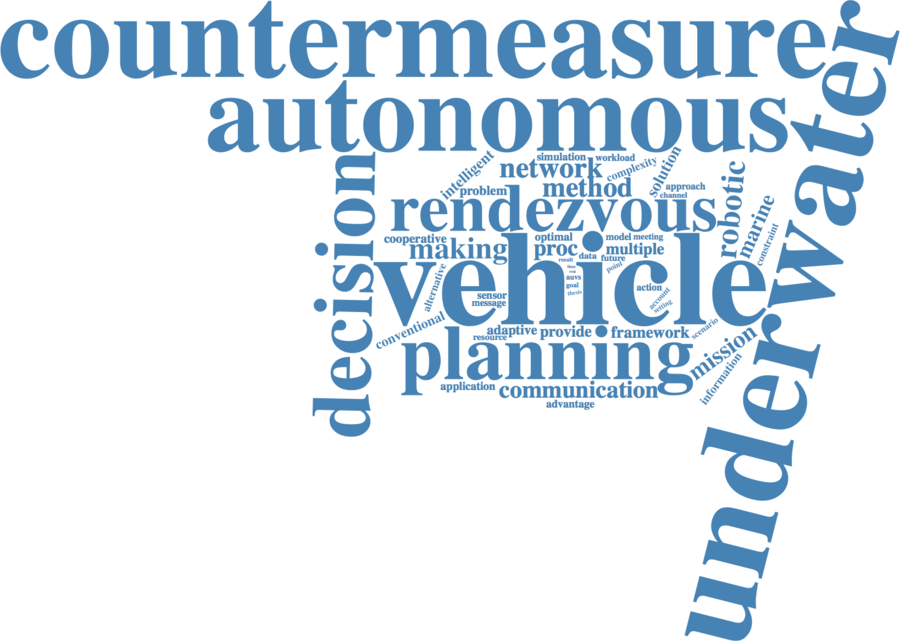 countermeasure
autonomous
underwater
decision
intelligent
simulation
workload
network
complexity
solution
problem
method
approach
channel
robotic
rendezvous
marine
constraint
cooperative
optimal
model
meeting
making
proc
data
multiple
result
future
point
vehicle
time
auvs
goal
thesis
action
account
setting
alternative
sensor
message
conventional
adaptive
provide
framework
scenario
resource
planning
mission
information
application
communication
advantage